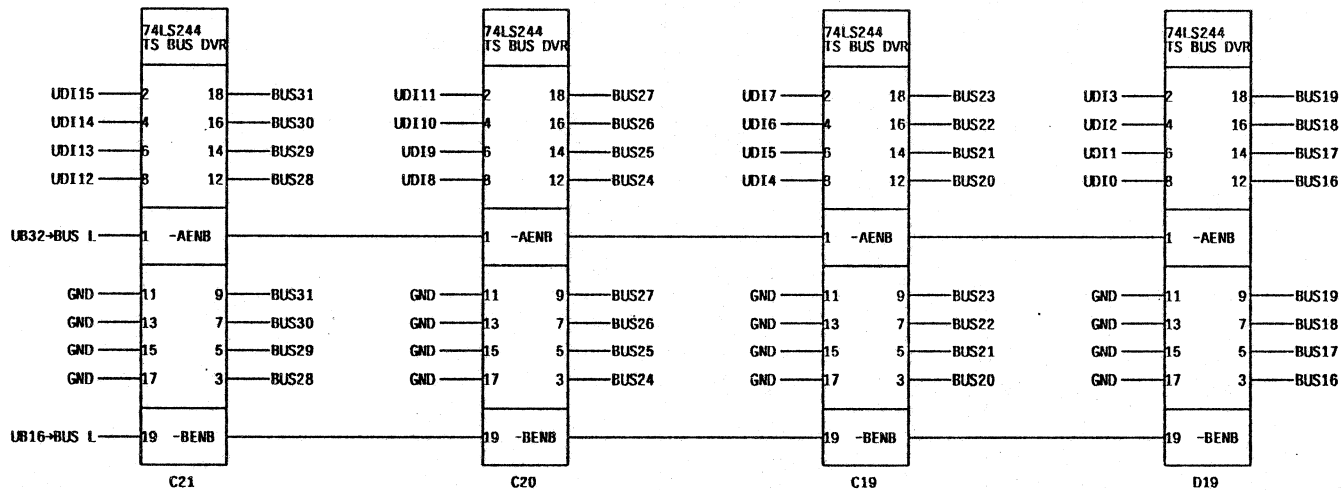 74LS244 74LS244 74LS244 74LS244
TS BUS DVR TS BUS DVR TS BUS DVR TS BUS DVR
UDI15 2 18 BUS31 UDI11 2 18 BUS27 UDI7 2 18 BUS23 UDI3 2 18 BUS19
UDI14 4 16 BUS30 UDI10 4 16 BUS26 UDI6 4 16 BUS22 UDI2 4 16 BUS18
UDI13 6 14 BUS29 UDI9 6 14 BUS25 UDI5 6 14 BUS21 UDI1 6 14 BUS17
UDI12 8 12 BUS28 UDI8 8 12 BUS24 UDI4 8 12 BUS20 UDI0 8 12 BUS16
UB32→BUS L 1 -AENB 1 -AENB 1 -AENB 1 -AENB
GND 11 9 BUS31 GND 11 9 BUS27 GND 11 9 BUS23 GND 11 9 BUS19
GND 13 7 BUS30 GND 13 7 BUS26 GND 13 7 BUS22 GND 13 7 BUS18
GND 15 5 BUS29 GND 15 5 BUS25 GND 15 5 BUS21 GND 15 5 BUS17
GND 17 3 BUS28 GND 17 3 BUS24 GND 17 3 BUS20 GND 17 3 BUS16
UB16→BUS L 19 -BENB 19 -BENB 19 -BENB 19 -BENB
C21 C20 C19 D19